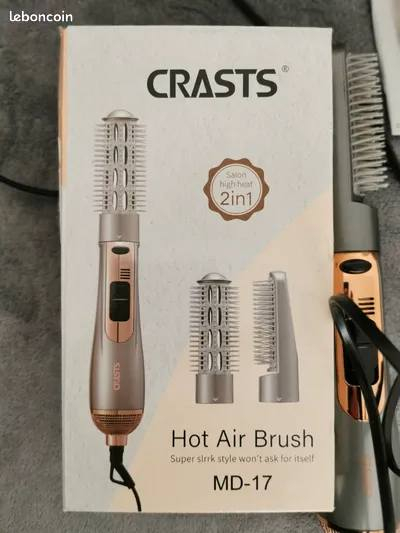 leboncoin
CRASTS®
Salon
high heat
2in1
CRASTS
Hot Air Brush
Super slrrk style won't ask for itself
MD-17